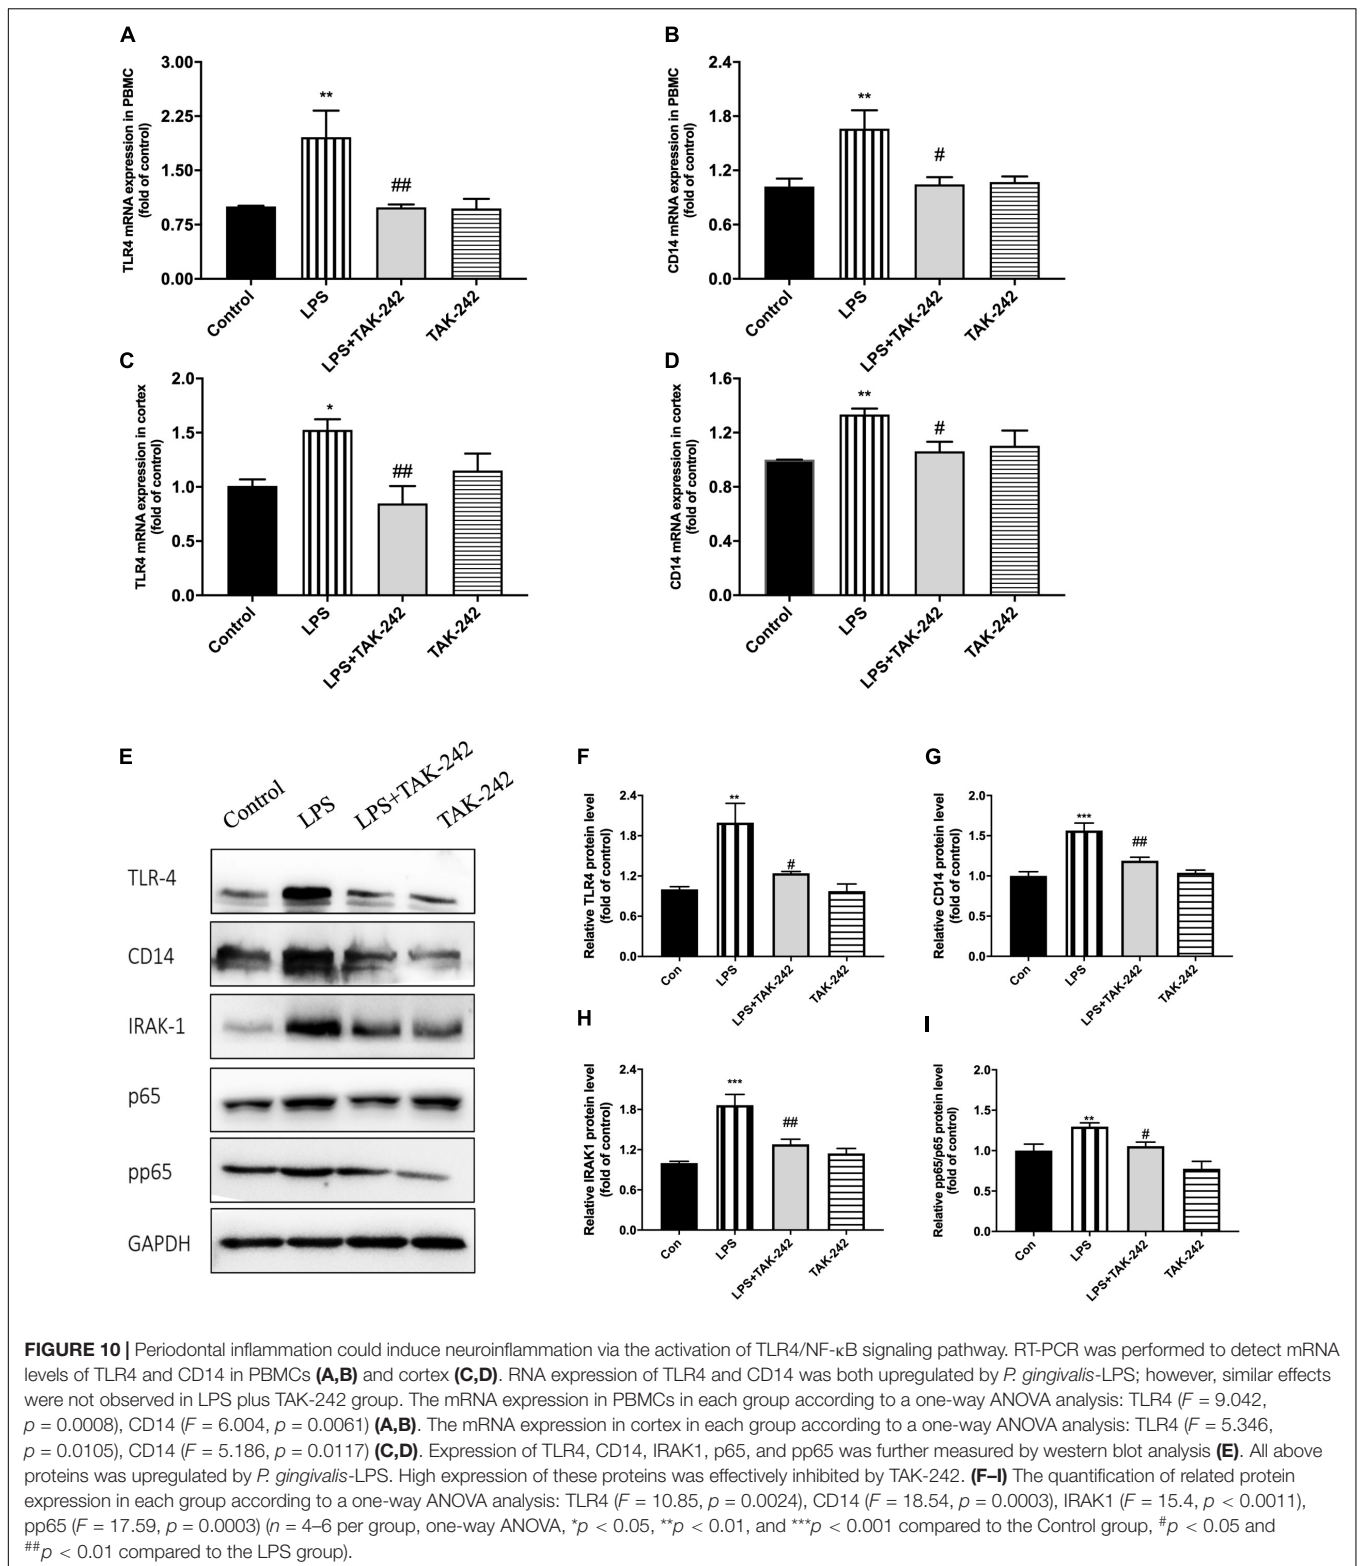 A
TLR4 mRNA expression in PBMC
(fold of control)
3.00
2.25
1.50
0.75
0.00
**
##
Control
LPS
LPS+TAK-242
TAK-242
B
CD14 mRNA expression in PBMC
(fold of control)
2.4
1.8
1.2
0.6
0.0
**
#
Control
LPS
LPS+TAK-242
TAK-242
C
TLR4 mRNA expression in cortex
(fold of control)
2.0
1.5
1.0
0.5
0.0
*
##
Control
LPS
LPS+TAK-242
TAK-242
D
CD14 mRNA expression in cortex
(fold of control)
1.6
1.2
0.8
0.4
0.0
**
#
Control
LPS
LPS+TAK-242
TAK-242
E
Control
LPS
LPS+TAK-242
TAK-242
TLR-4
CD14
IRAK-1
p65
pp65
GAPDH
F
Relative TLR4 protein level
(fold of control)
2.4
1.8
1.2
0.6
0.0
**
#
Con
LPS
LPS+TAK-242
TAK-242
G
Relative CD14 protein level
(fold of control)
2.0
1.5
1.0
0.5
0.0
***
##
Con
LPS
LPS+TAK-242
TAK-242
H
Relative IRAK1 protein level
(fold of control)
2.4
1.8
1.2
0.6
0.0
***
##
Con
LPS
LPS+TAK-242
TAK-242
I
Relative pp65/p65 protein level
(fold of control)
2.0
1.5
1.0
0.5
0.0
**
#
Con
LPS
LPS+TAK-242
TAK-242
FIGURE 10 | Periodontal inflammation could induce neuroinflammation via the activation of TLR4/NF-κB signaling pathway. RT-PCR was performed to detect mRNA
levels of TLR4 and CD14 in PBMCs (A,B) and cortex (C,D). RNA expression of TLR4 and CD14 was both upregulated by P. gingivalis-LPS; however, similar effects
were not observed in LPS plus TAK-242 group. The mRNA expression in PBMCs in each group according to a one-way ANOVA analysis: TLR4 (F = 9.042,
p = 0.0008), CD14 (F = 6.004, p = 0.0061) (A,B). The mRNA expression in cortex in each group according to a one-way ANOVA analysis: TLR4 (F = 5.346,
p = 0.0105), CD14 (F = 5.186, p = 0.0117) (C,D). Expression of TLR4, CD14, IRAK1, p65, and pp65 was further measured by western blot analysis (E). All above
proteins was upregulated by P. gingivalis-LPS. High expression of these proteins was effectively inhibited by TAK-242. (F–I) The quantification of related protein
expression in each group according to a one-way ANOVA analysis: TLR4 (F = 10.85, p = 0.0024), CD14 (F = 18.54, p = 0.0003), IRAK1 (F = 15.4, p < 0.0011),
pp65 (F = 17.59, p = 0.0003) (n = 4–6 per group, one-way ANOVA, *p < 0.05, **p < 0.01, and ***p < 0.001 compared to the Control group, #p < 0.05 and
##p < 0.01 compared to the LPS group).